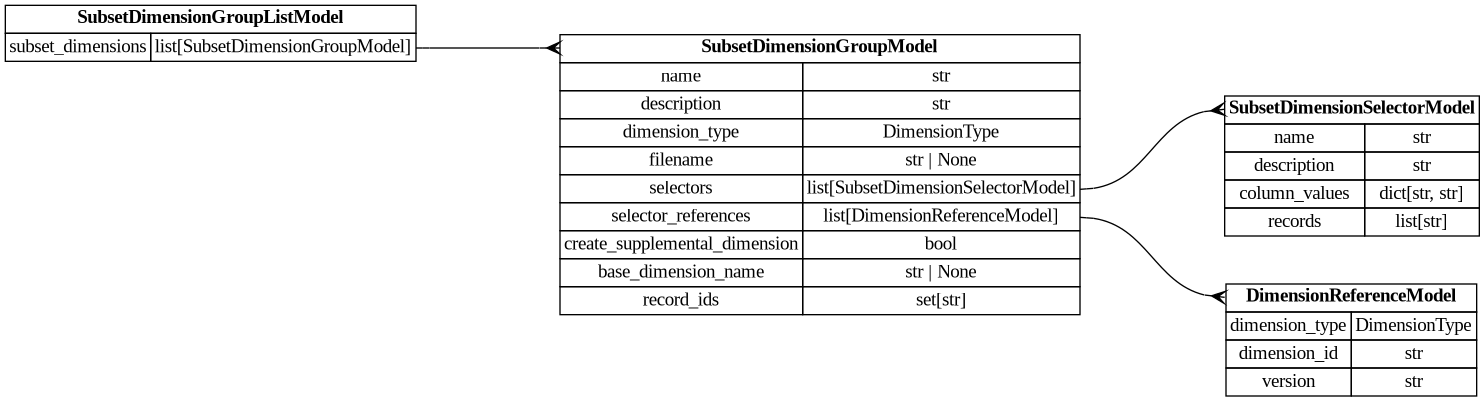 SubsetDimensionGroupListModel
subset_dimensions list[SubsetDimensionGroupModel]
SubsetDimensionGroupModel
name str
description str
dimension_type DimensionType
filename str | None
selectors list[SubsetDimensionSelectorModel]
selector_references list[DimensionReferenceModel]
create_supplemental_dimension bool
base_dimension_name str | None
record_ids set[str]
SubsetDimensionSelectorModel
name str
description str
column_values dict[str, str]
records list[str]
DimensionReferenceModel
dimension_type DimensionType
dimension_id str
version str